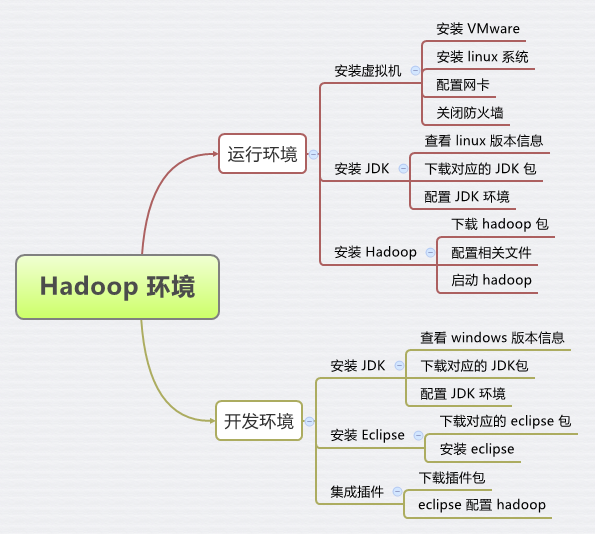 Hadoop 环境
运行环境
安装虚拟机
安装 VMware
安装 linux 系统
配置网卡
关闭防火墙
安装 JDK
查看 linux 版本信息
下载对应的 JDK 包
配置 JDK 环境
安装 Hadoop
下载 hadoop 包
配置相关文件
启动 hadoop
开发环境
安装 JDK
查看 windows 版本信息
下载对应的 JDK包
配置 JDK 环境
安装 Eclipse
下载对应的 eclipse 包
安装 eclipse
集成插件
下载插件包
eclipse 配置 hadoop